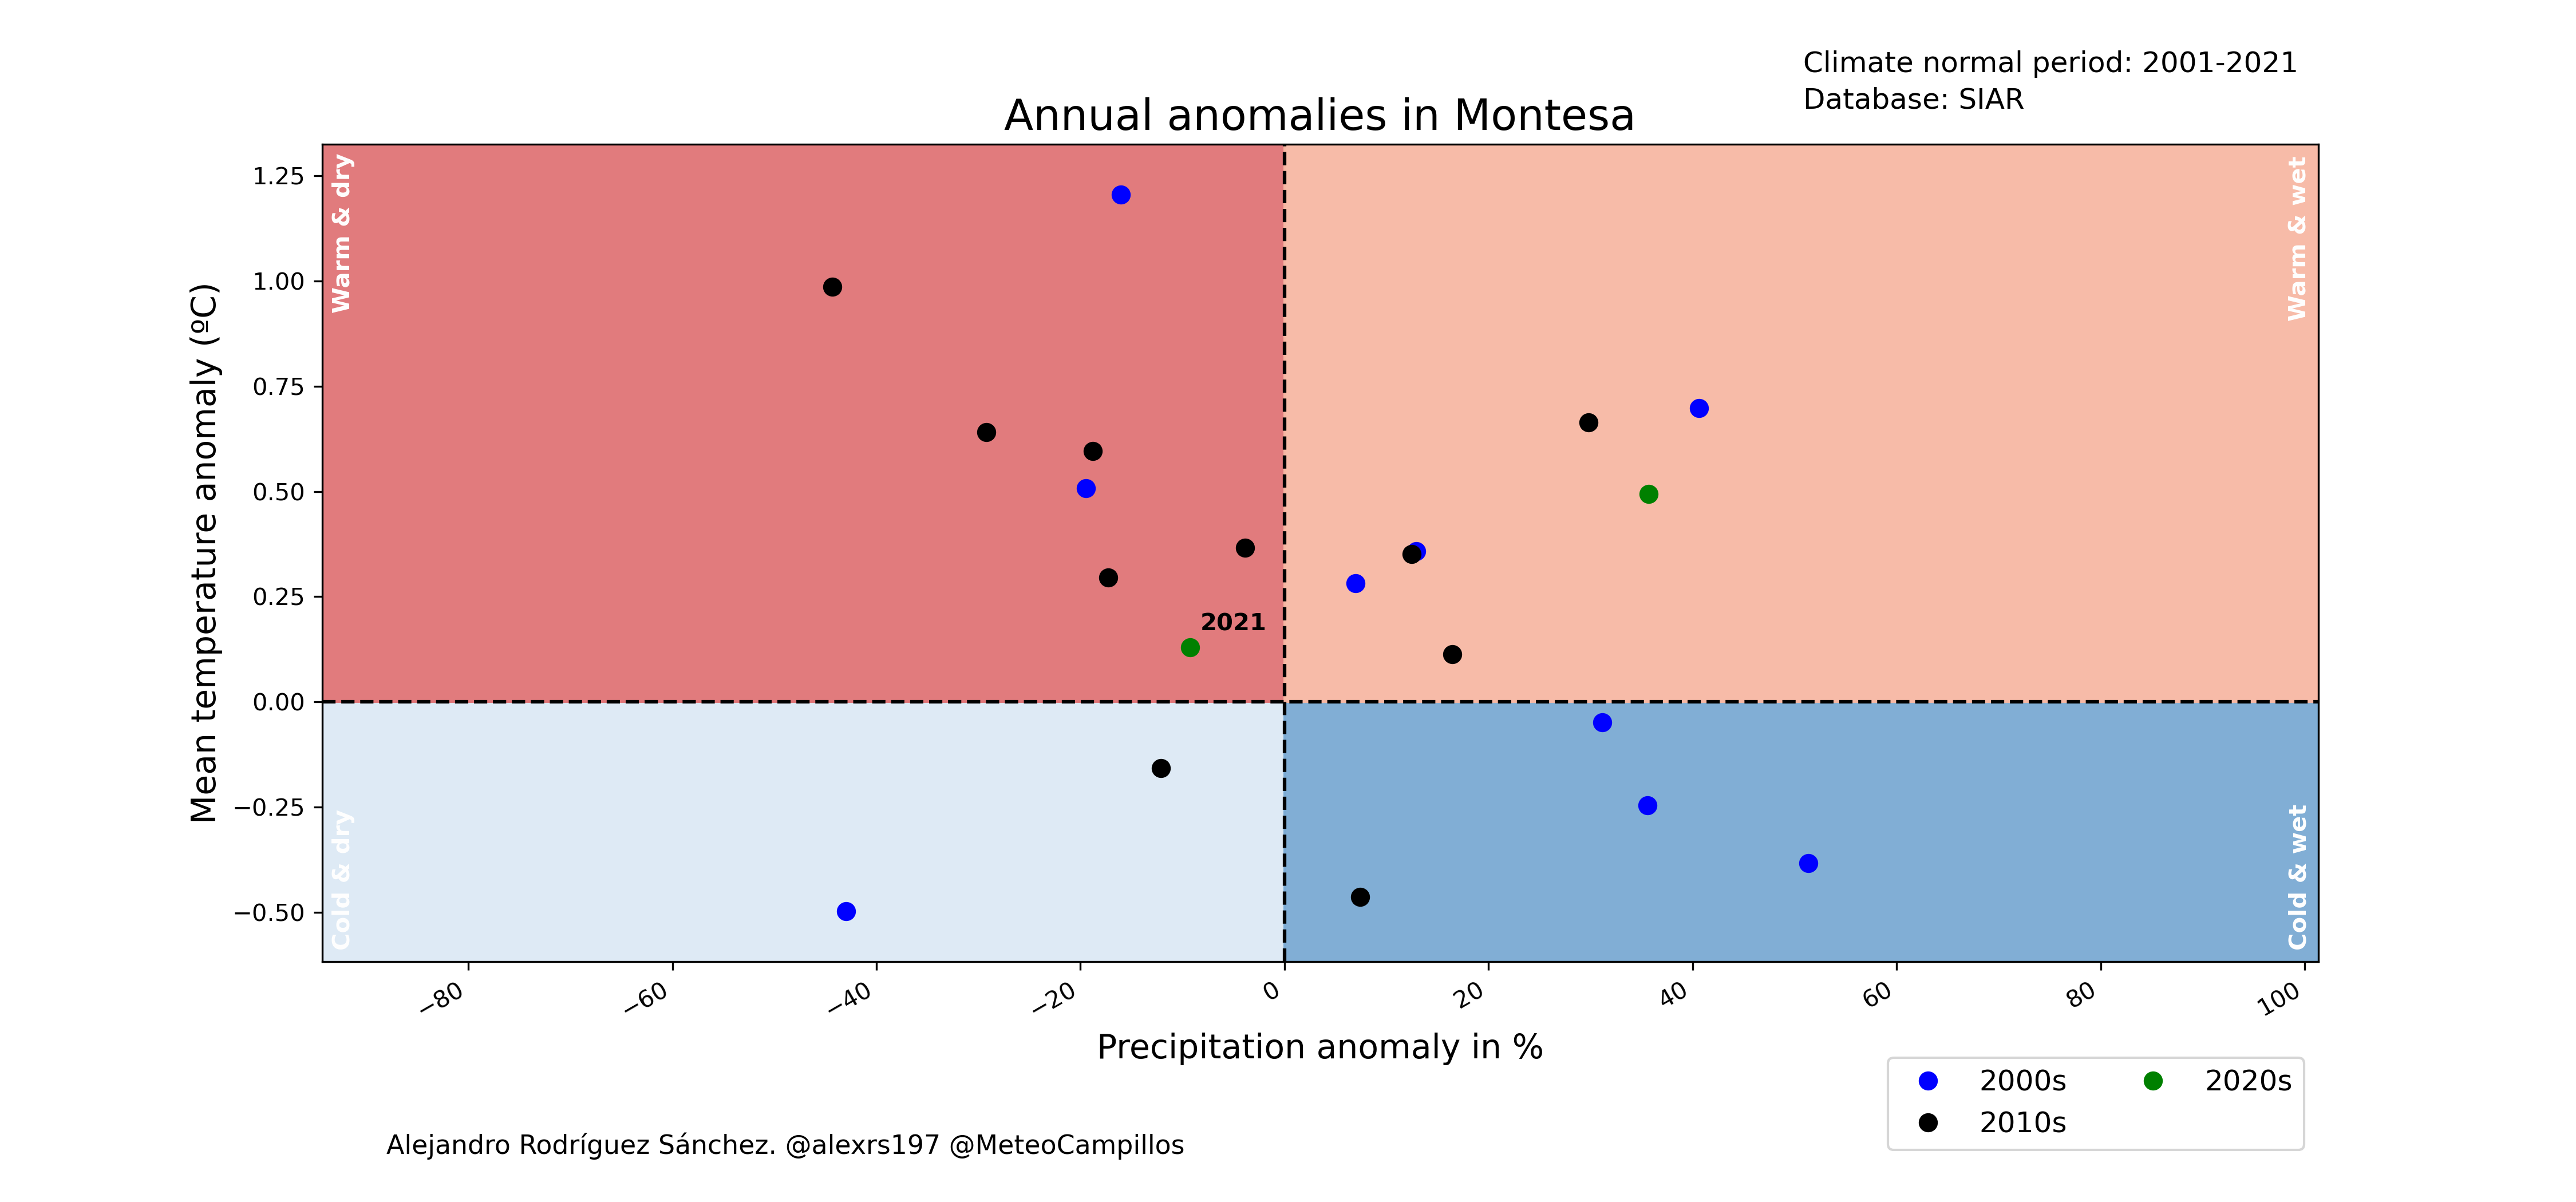 Climate normal period: 2001-2021
Database: SIAR
Annual anomalies in Montesa
Warm & dry
Warm & wet
Cold & dry
Cold & wet
2021
Mean temperature anomaly (ºC)
1.25
1.00
0.75
0.50
0.25
0.00
−0.25
−0.50
−80
−60
−40
−20
0
20
40
60
80
100
Precipitation anomaly in %
2000s
2010s
2020s
Alejandro Rodríguez Sánchez. @alexrs197 @MeteoCampillos